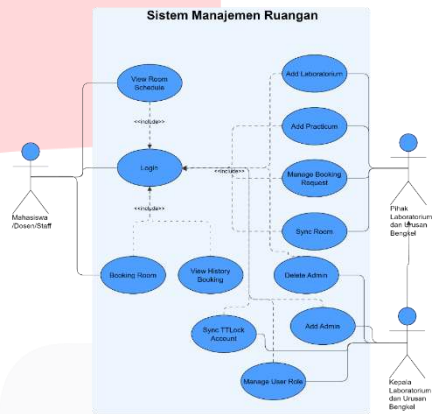 Sistem Manajemen Ruangan
View Room
Schedule
Add Laboratorium
<<include>>
Add Practicum
Login
<<include>>
Manage Booking
Request
Mahasiswa
/Dosen/Staff
<<include>>
Pihak
Laboratorium
dan Urusan
Bengkel
Sync Room
Booking Room
View History
Booking
Delete Admin
Sync TTLock
Account
Add Admin
Manage User Role
Kepala
Laboratorium
dan Urusan
Bengkel